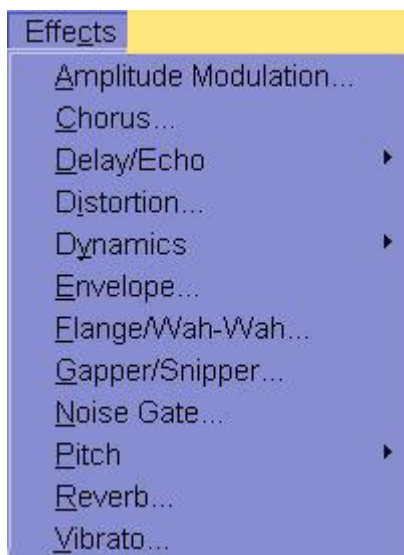 Effects
Amplitude Modulation...
Chorus...
Delay/Echo
Distortion...
Dynamics
Envelope...
Flange/Wah-Wah...
Gapper/Snipper...
Noise Gate...
Pitch
Reverb...
Vibrato...